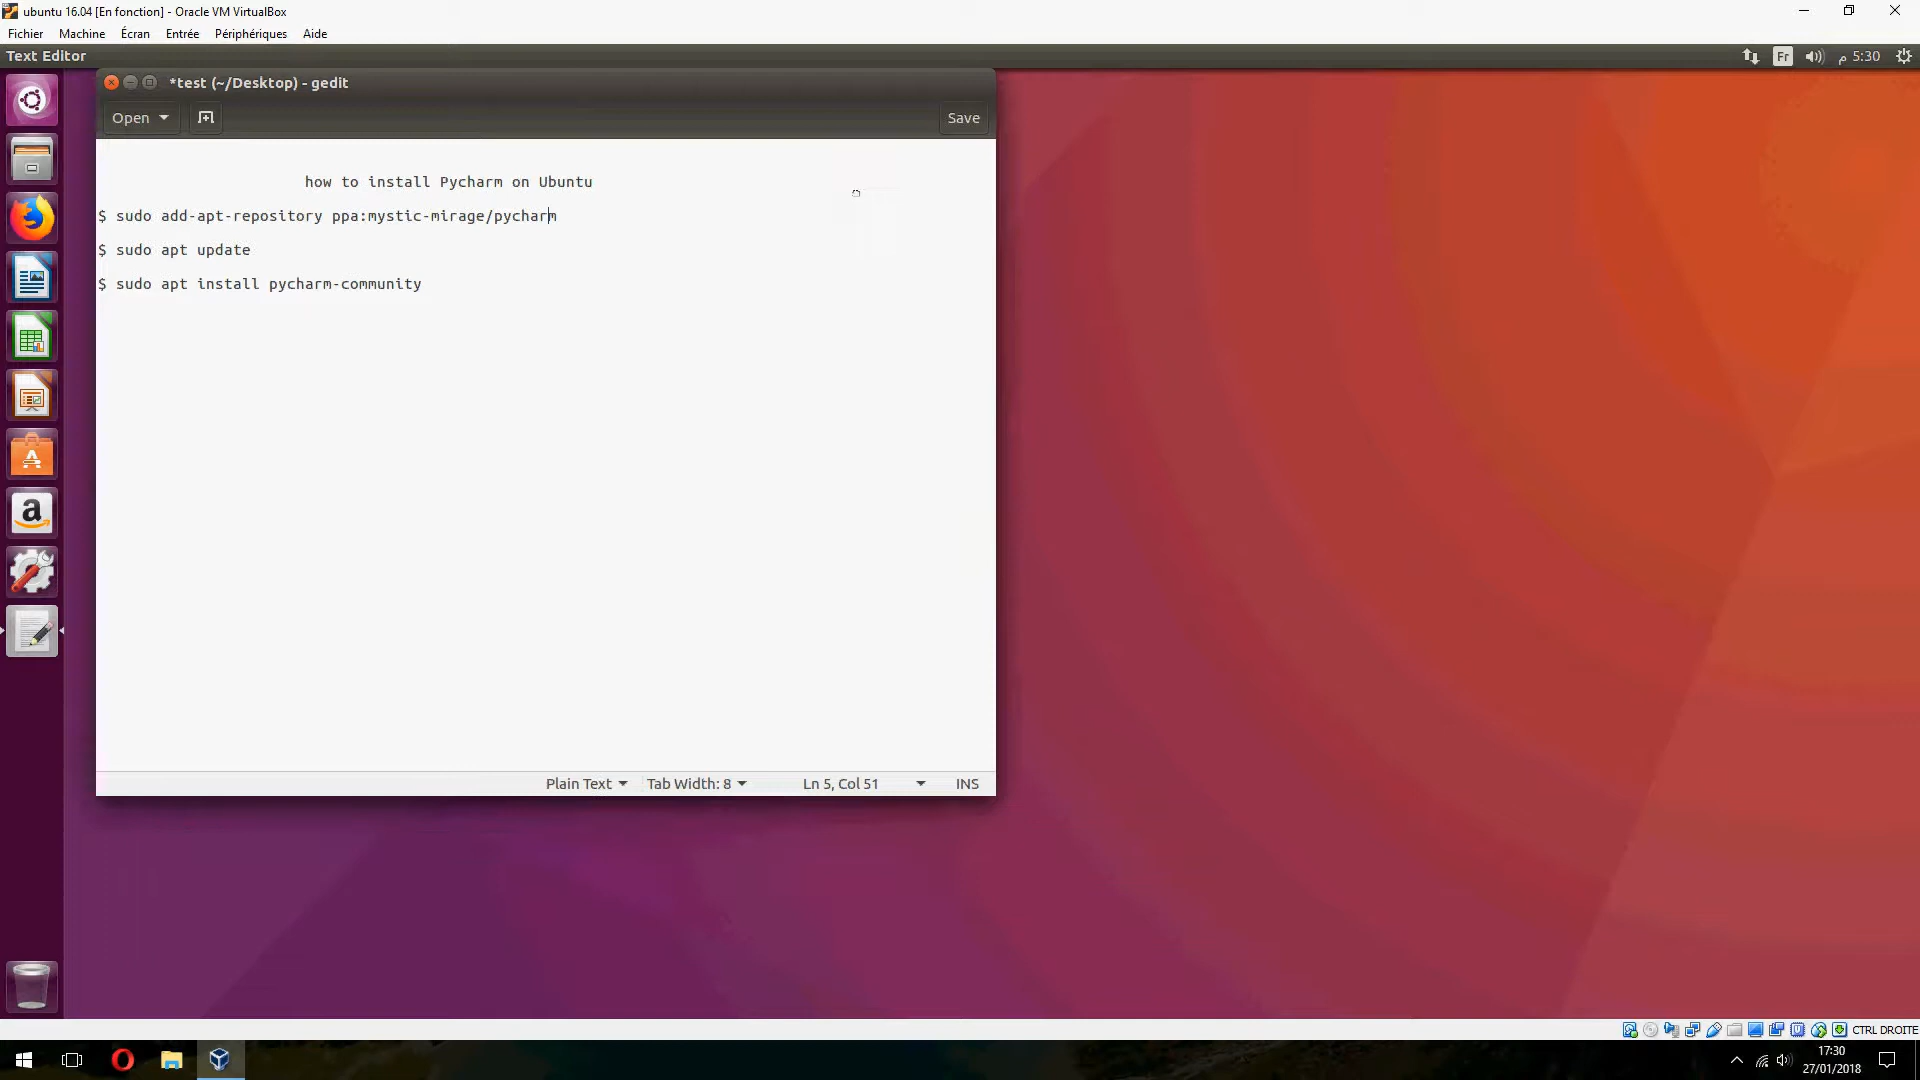 ubuntu 16.04 [En fonction] - Oracle VM VirtualBox
Fichier Machine Écran Entrée Périphériques Aide
Text Editor Fr م 5:30
*test (~/Desktop) - gedit
Open Save
how to install Pycharm on Ubuntu
$ sudo add-apt-repository ppa:mystic-mirage/pycharm
$ sudo apt update
$ sudo apt install pycharm-community
Plain Text Tab Width: 8 Ln 5, Col 51 INS
CTRL DROITE
17:30
27/01/2018